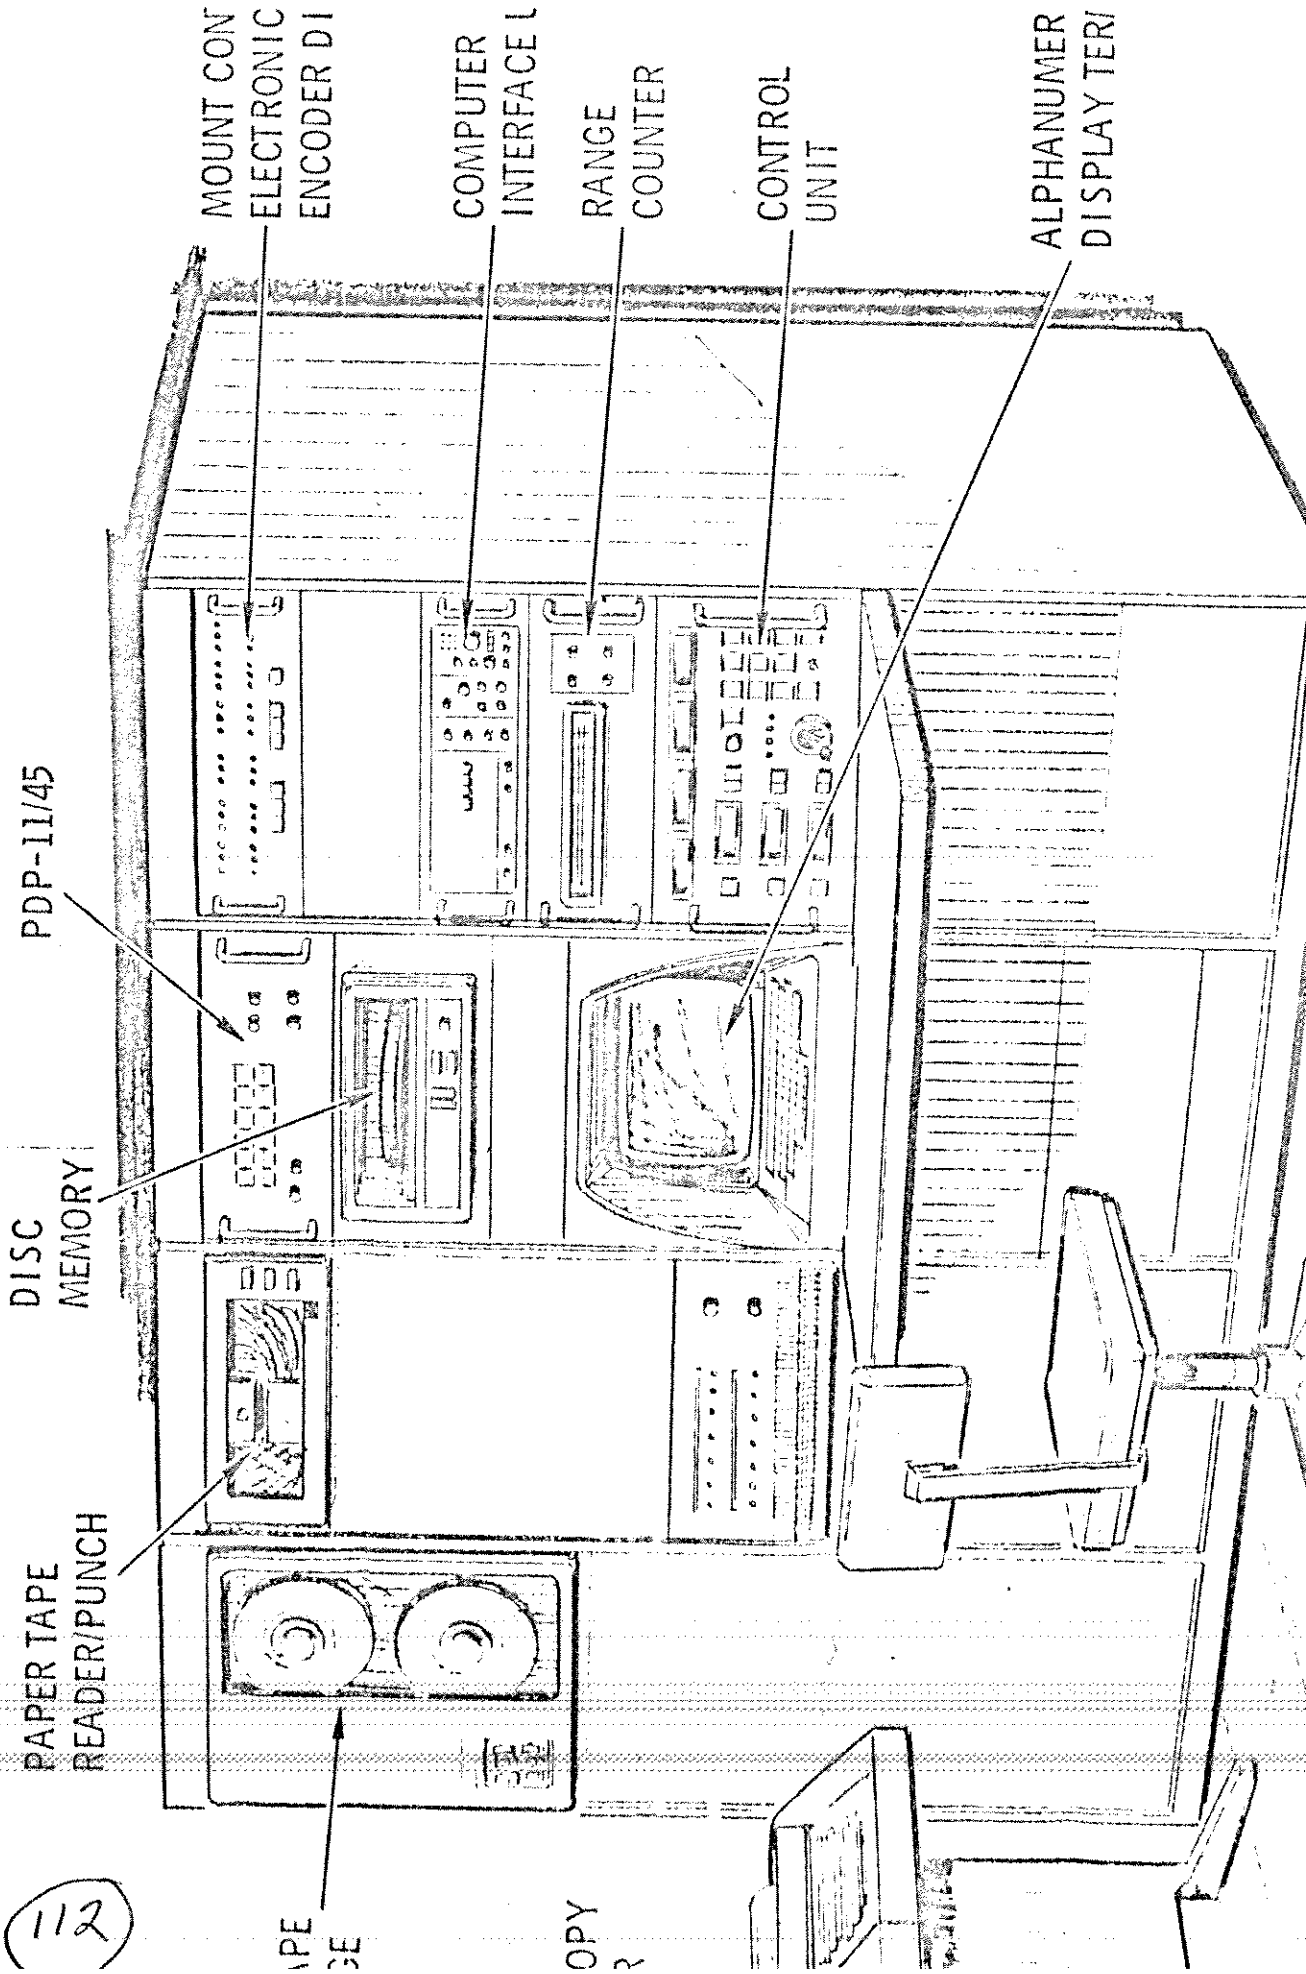 112
PAPER TAPE
READER/PUNCH
DISC
MEMORY
PDP-11/45
MOUNT CON
ELECTRONIC
ENCODER DI
COMPUTER
INTERFACE
RANGE
COUNTER
CONTROL
UNIT
ALPHANUMER
DISPLAY TER
APE
GE
OPY
R